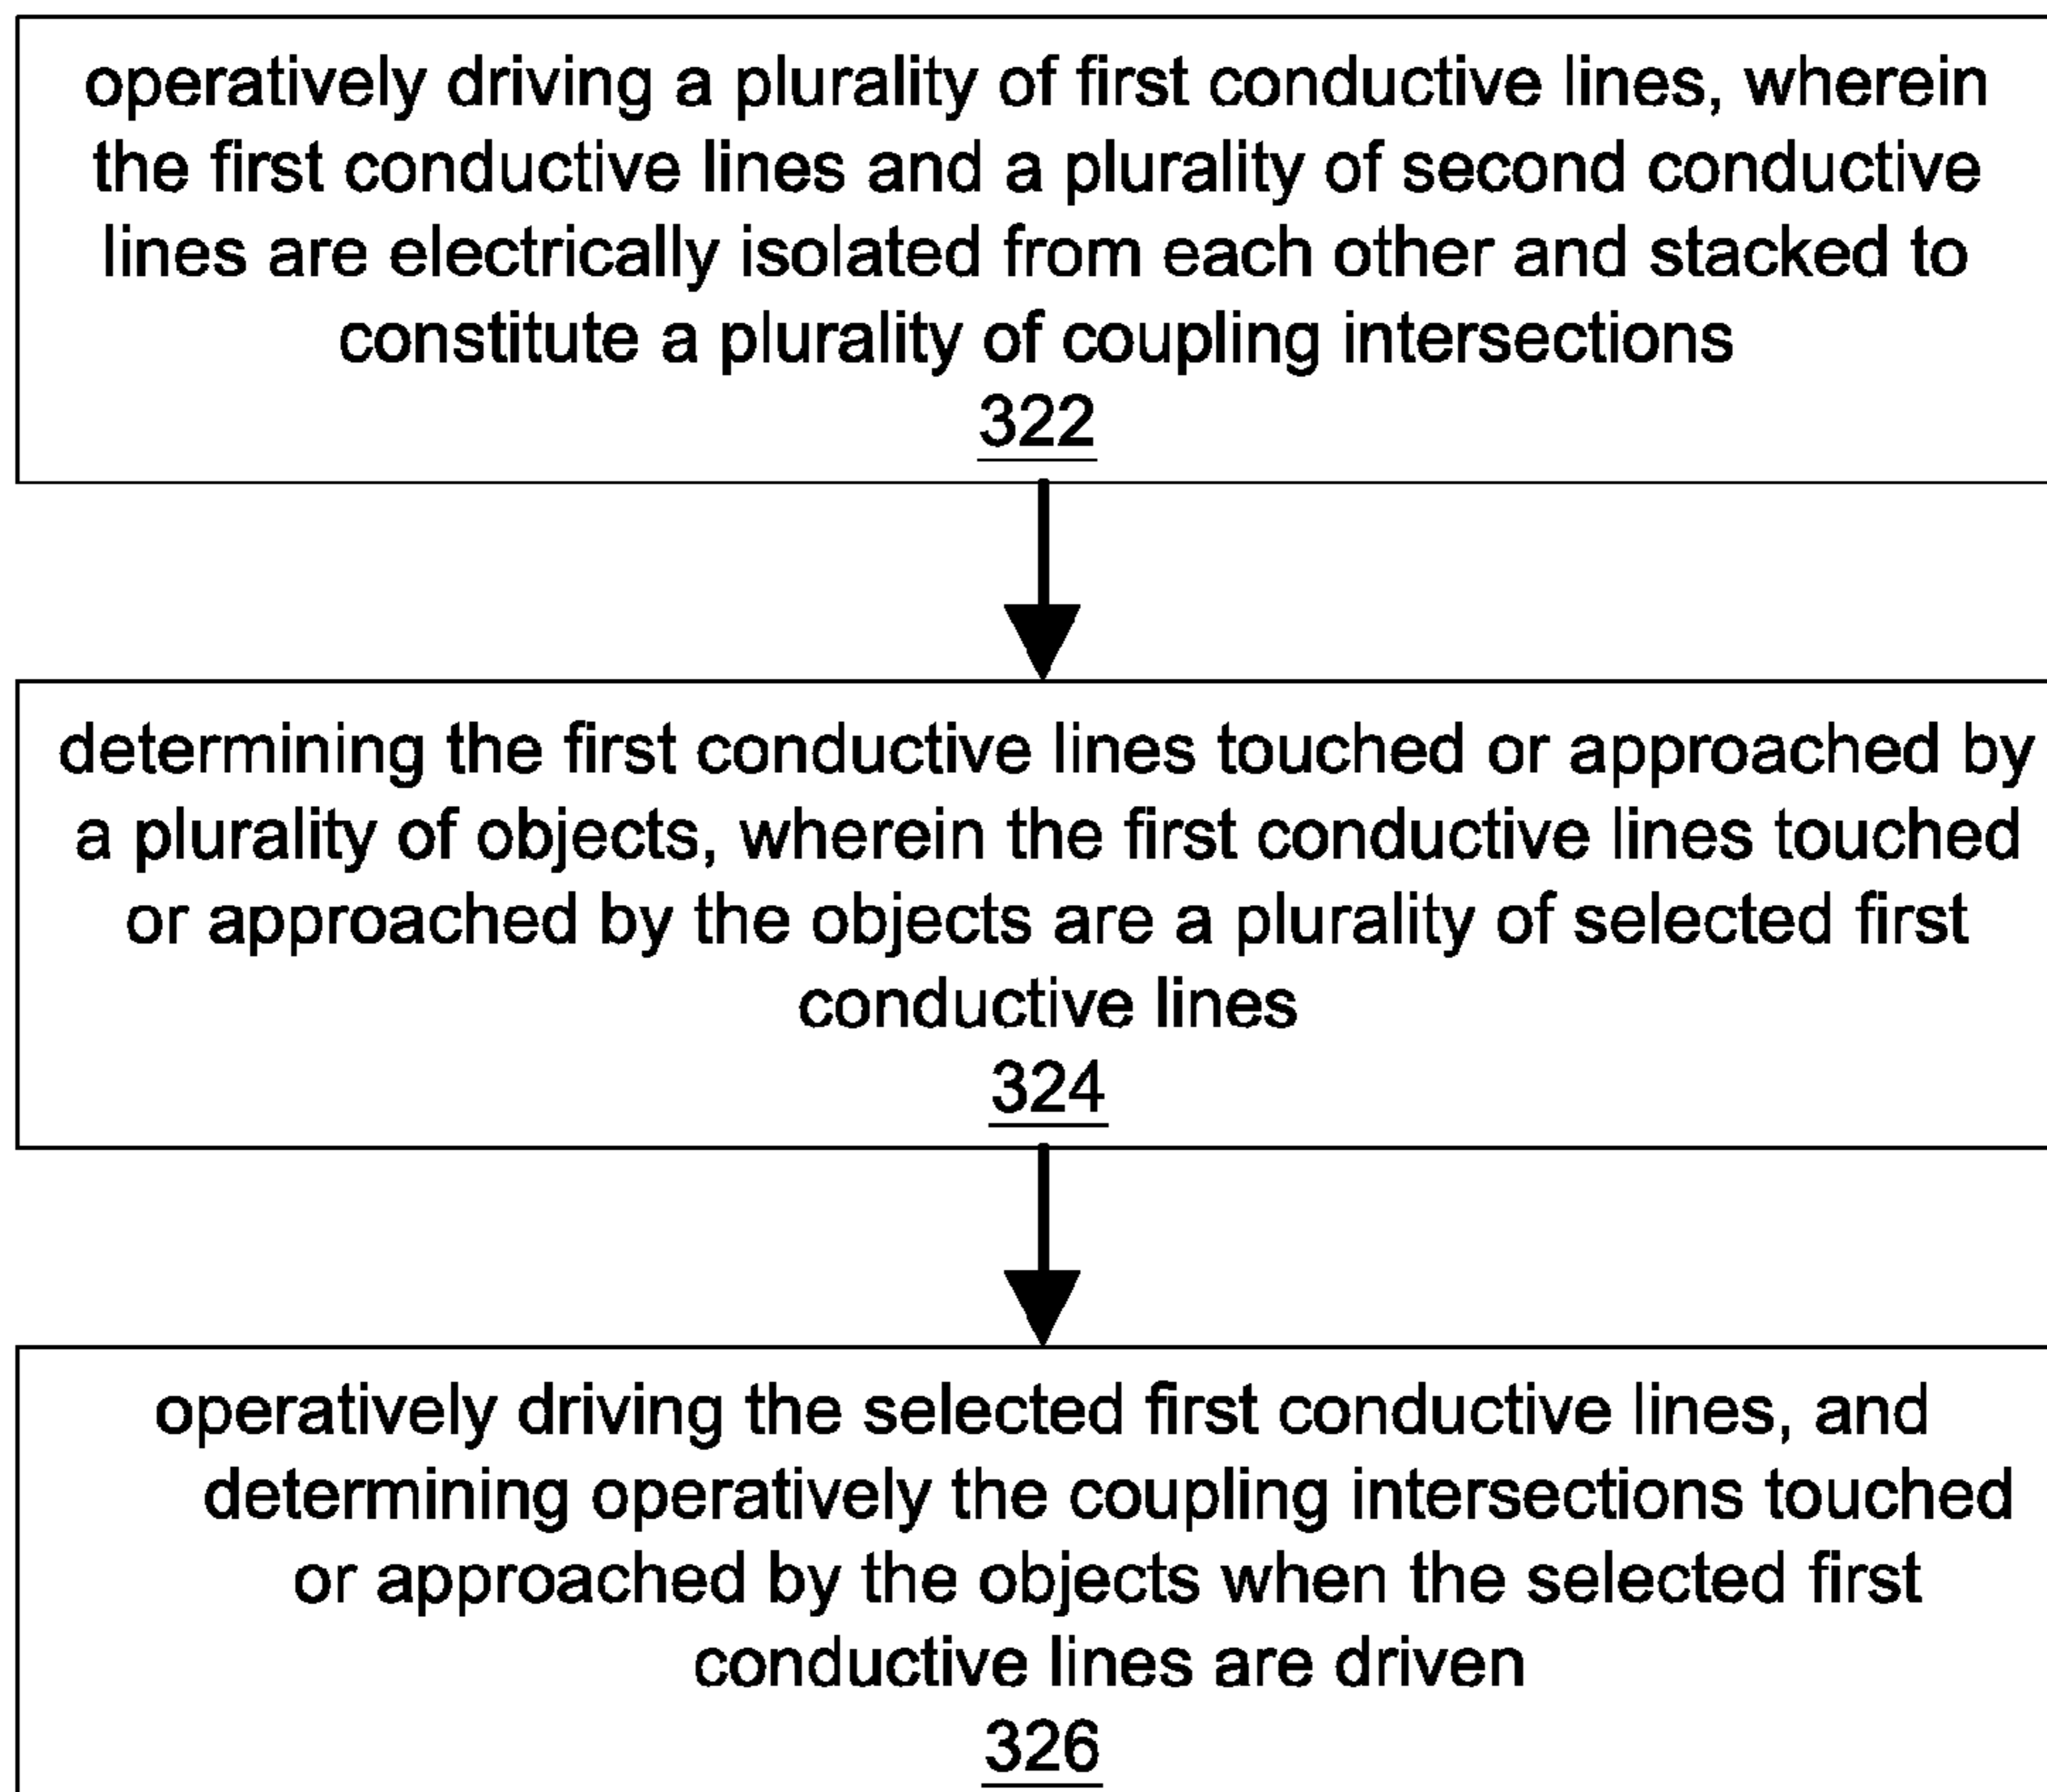 operatively driving a plurality of first conductive lines, wherein
the first conductive lines and a plurality of second conductive
lines are electrically isolated from each other and stacked to
constitute a plurality of coupling intersections
322
determining the first conductive lines touched or approached by
a plurality of objects, wherein the first conductive lines touched
or approached by the objects are a plurality of selected first
conductive lines
324
operatively driving the selected first conductive lines, and
determining operatively the coupling intersections touched
or approached by the objects when the selected first
conductive lines are driven
326